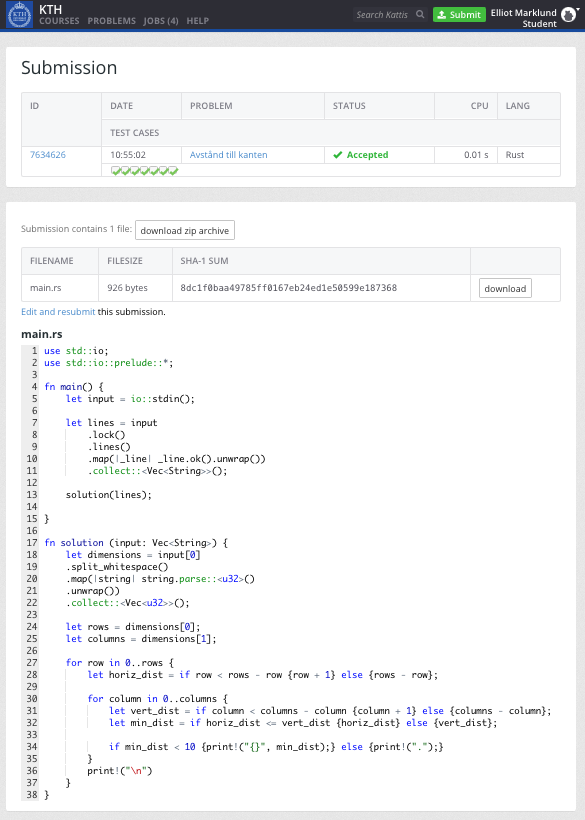 KTH
COURSES PROBLEMS JOBS (4) HELP
Search Kattis
Submit
Elliot Marklund
Student
Submission
ID DATE PROBLEM STATUS CPU LANG
TEST CASES
7634626 10:55:02 Avstånd till kanten Accepted 0.01 s Rust
Submission contains 1 file: download zip archive
FILENAME FILESIZE SHA-1 SUM
main.rs 926 bytes 8dc1f0baa49785ff0167eb24ed1e50599e187368 download
Edit and resubmit this submission.
main.rs
1 use std::io;
2 use std::io::prelude::*;
3
4 fn main() {
5     let input = io::stdin();
6
7     let lines = input
8         .lock()
9         .lines()
10         .map(|_line| _line.ok().unwrap())
11         .collect::<Vec<String>>();
12
13     solution(lines);
14
15 }
16
17 fn solution (input: Vec<String>) {
18     let dimensions = input[0]
19     .split_whitespace()
20     .map(|string| string.parse::<u32>()
21     .unwrap())
22     .collect::<Vec<u32>>();
23
24     let rows = dimensions[0];
25     let columns = dimensions[1];
26
27     for row in 0..rows {
28         let horiz_dist = if row < rows - row {row + 1} else {rows - row};
29
30         for column in 0..columns {
31             let vert_dist = if column < columns - column {column + 1} else {columns - column};
32             let min_dist = if horiz_dist <= vert_dist {horiz_dist} else {vert_dist};
33
34             if min_dist < 10 {print!("{}", min_dist);} else {print!(".");}
35         }
36         print!("\n")
37     }
38 }